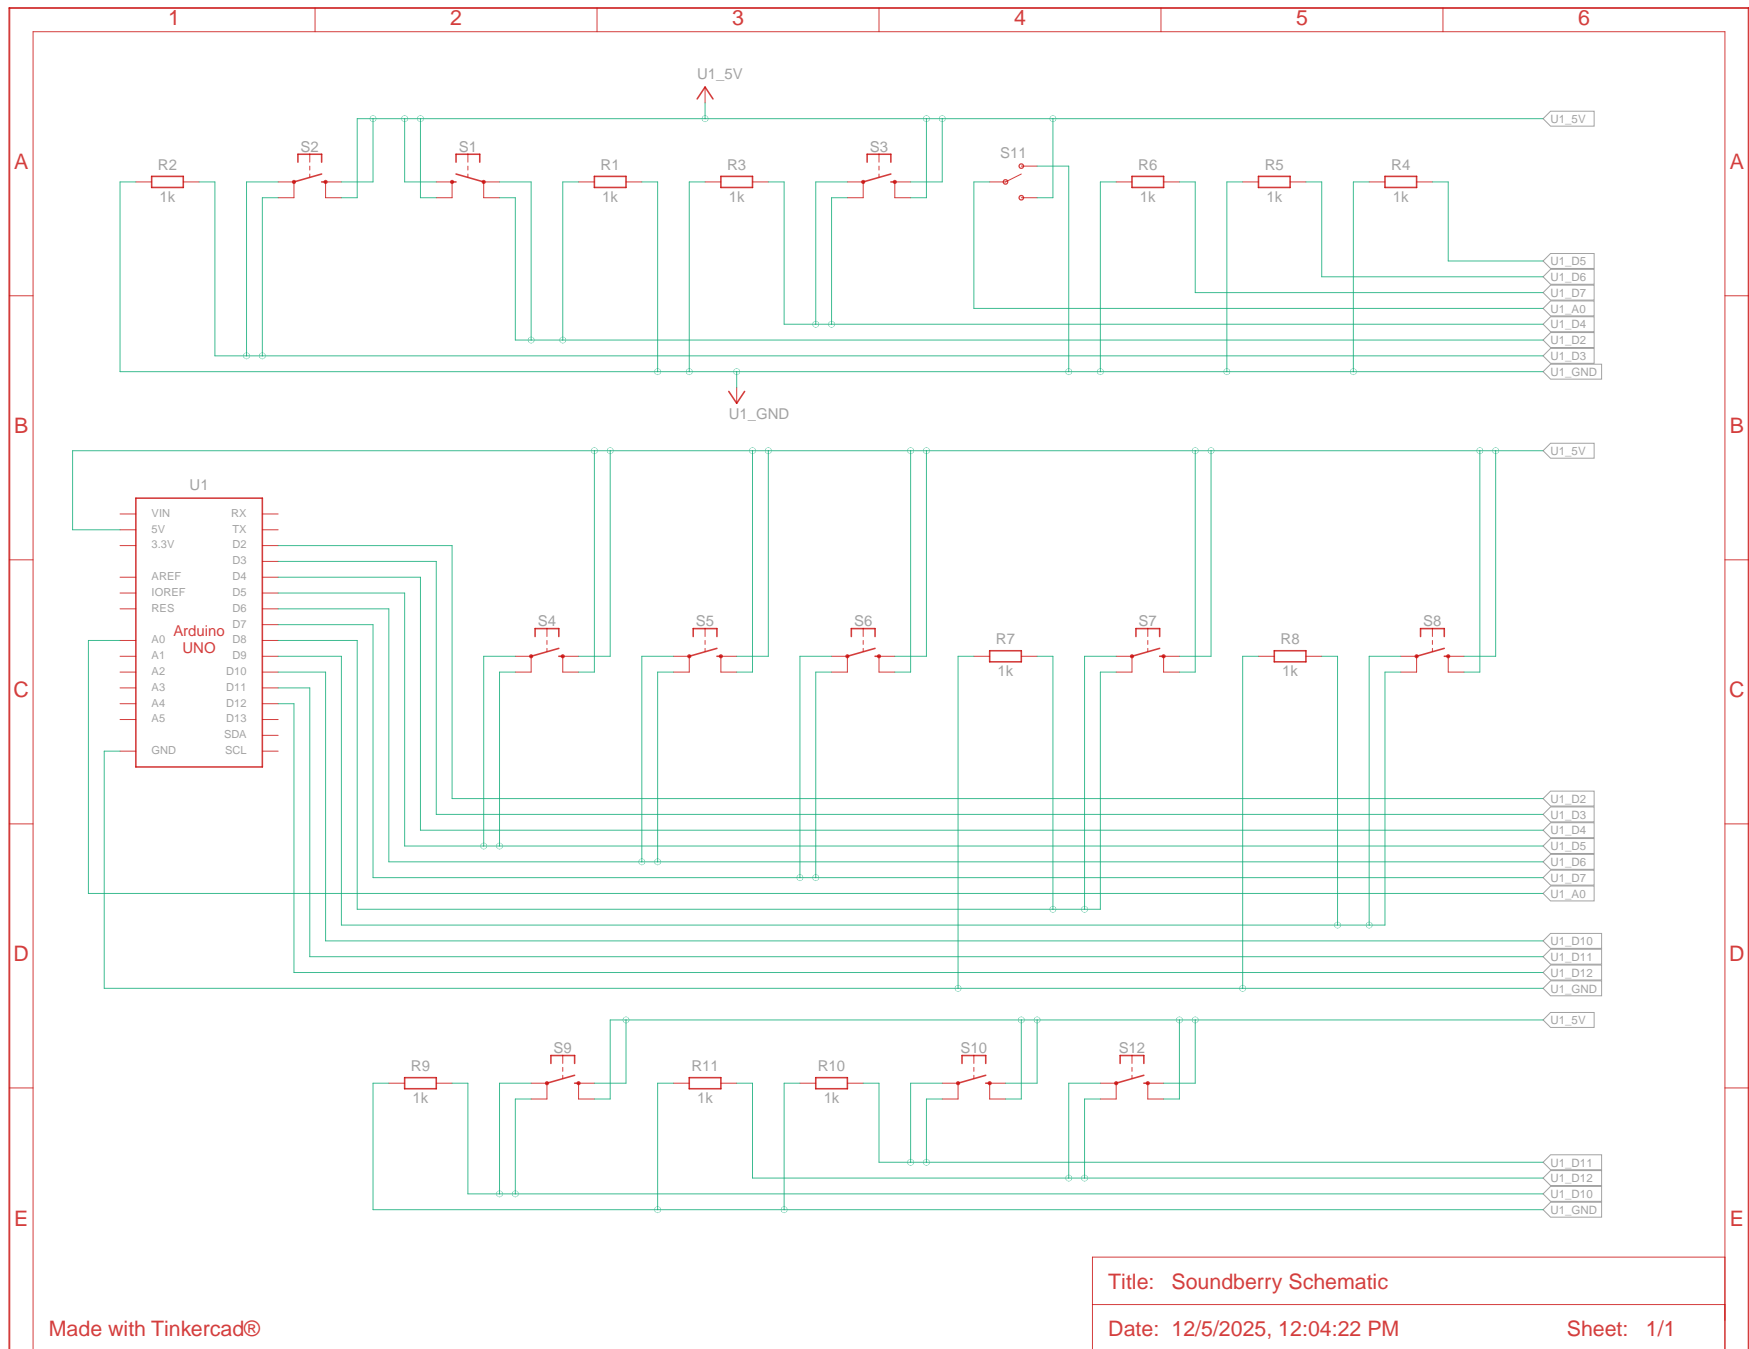 1 2 3 4 5 6
U1_5V
U1_5V
A A
R2 S2 S1 R1 R3 S3 S11 R6 R5 R4
1k 1k 1k 1k 1k 1k
U1_D5
U1_D6
U1_D7
U1_A0
U1_D4
U1_D2
U1_D3
U1_GND
U1_GND
B B
U1_5V
U1
VIN RX
5V TX
3.3V D2
D3
AREF D4
IOREF D5
RES D6
D7
A0 D8
Arduino
UNO
A1 D9
A2 D10
A3 D11
A4 D12
A5 D13
SDA
GND SCL
S4 S5 S6 R7 S7 R8 S8
1k 1k
C C
U1_D2
U1_D3
U1_D4
U1_D5
U1_D6
U1_D7
U1_A0
U1_D10
D D
U1_D11
U1_D12
U1_GND
U1_5V
R9 S9 R11 R10 S10 S12
1k 1k 1k
U1_D11
U1_D12
U1_D10
U1_GND
E E
Title: Soundberry Schematic
Made with Tinkercad®
Date: 12/5/2025, 12:04:22 PM Sheet: 1/1